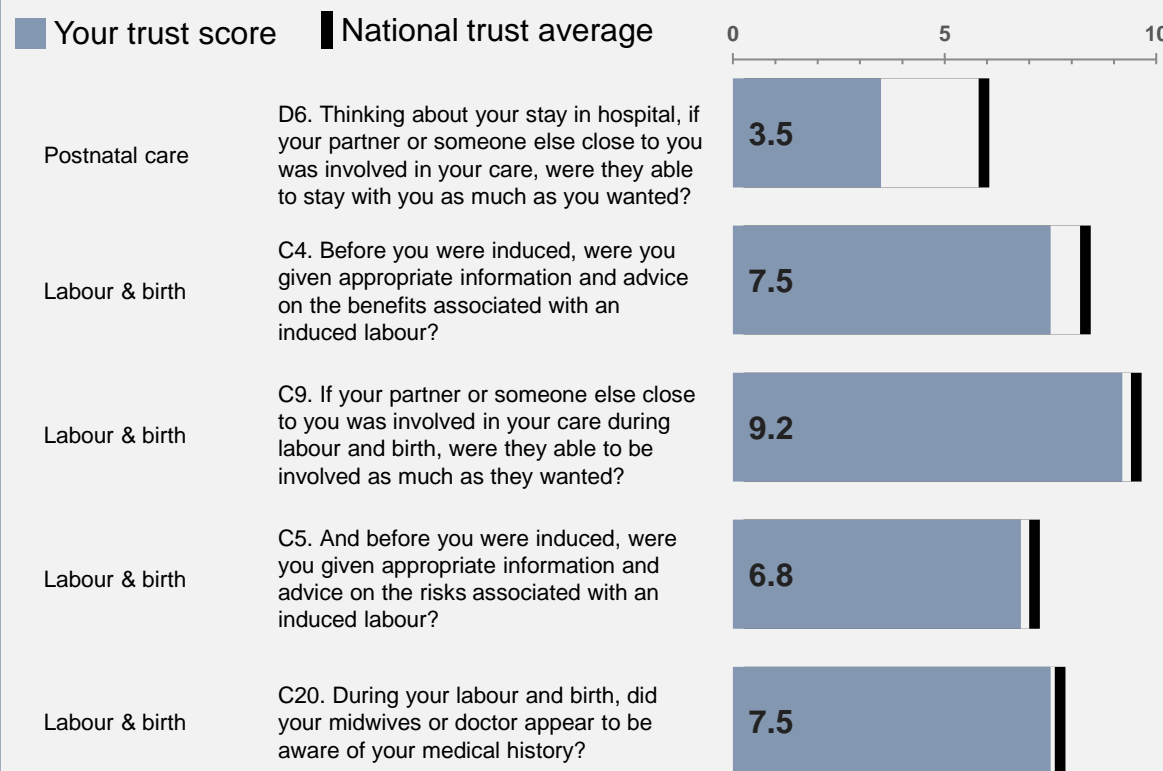 Your trust score
National trust average
0 5 10
Postnatal care
D6. Thinking about your stay in hospital, if
your partner or someone else close to you
was involved in your care, were they able
to stay with you as much as you wanted?
3.5
Labour & birth
C4. Before you were induced, were you
given appropriate information and advice
on the benefits associated with an
induced labour?
7.5
Labour & birth
C9. If your partner or someone else close
to you was involved in your care during
labour and birth, were they able to be
involved as much as they wanted?
9.2
Labour & birth
C5. And before you were induced, were
you given appropriate information and
advice on the risks associated with an
induced labour?
6.8
Labour & birth
C20. During your labour and birth, did
your midwives or doctor appear to be
aware of your medical history?
7.5